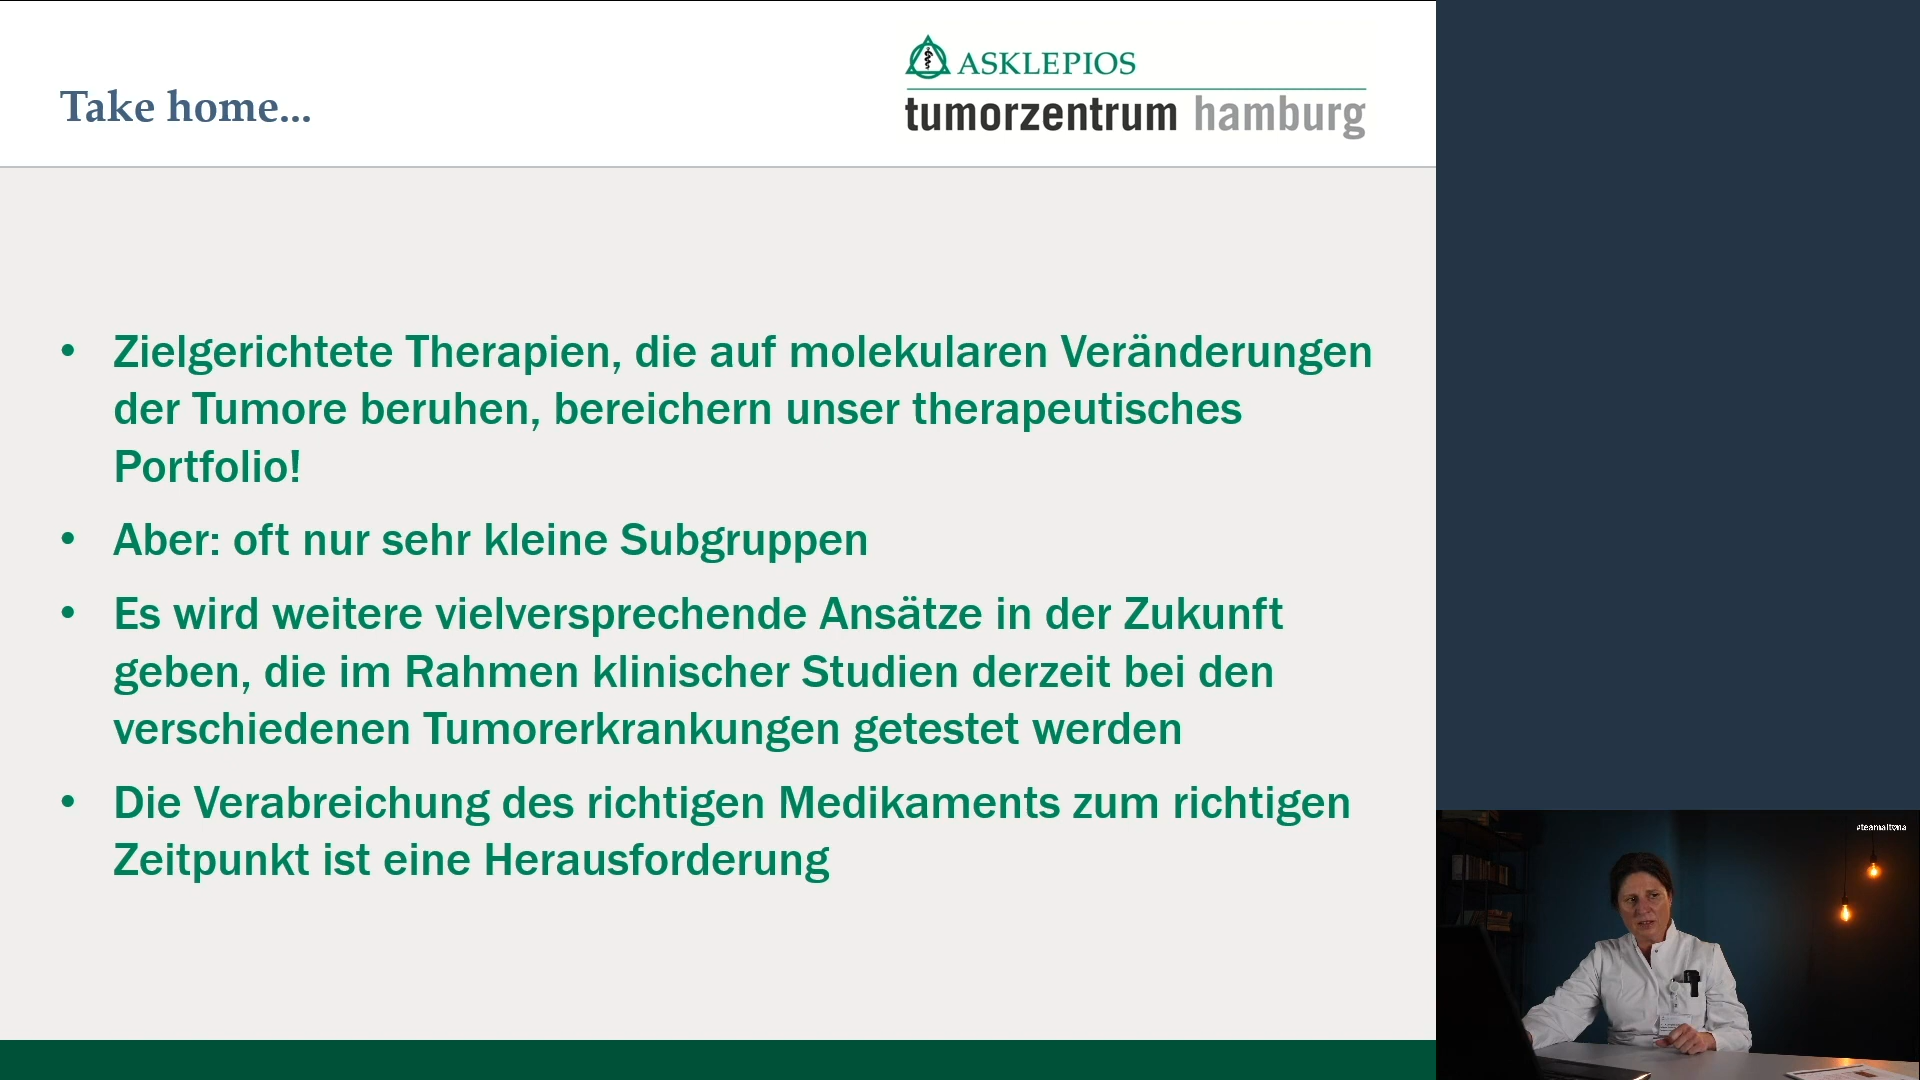 Take home...
ASKLEPIOS
tumorzentrum hamburg
• Zielgerichtete Therapien, die auf molekularen Veränderungen
der Tumore beruhen, bereichern unser therapeutisches
Portfolio!
• Aber: oft nur sehr kleine Subgruppen
• Es wird weitere vielversprechende Ansätze in der Zukunft
geben, die im Rahmen klinischer Studien derzeit bei den
verschiedenen Tumorerkrankungen getestet werden
• Die Verabreichung des richtigen Medikaments zum richtigen
Zeitpunkt ist eine Herausforderung
#teamaltona